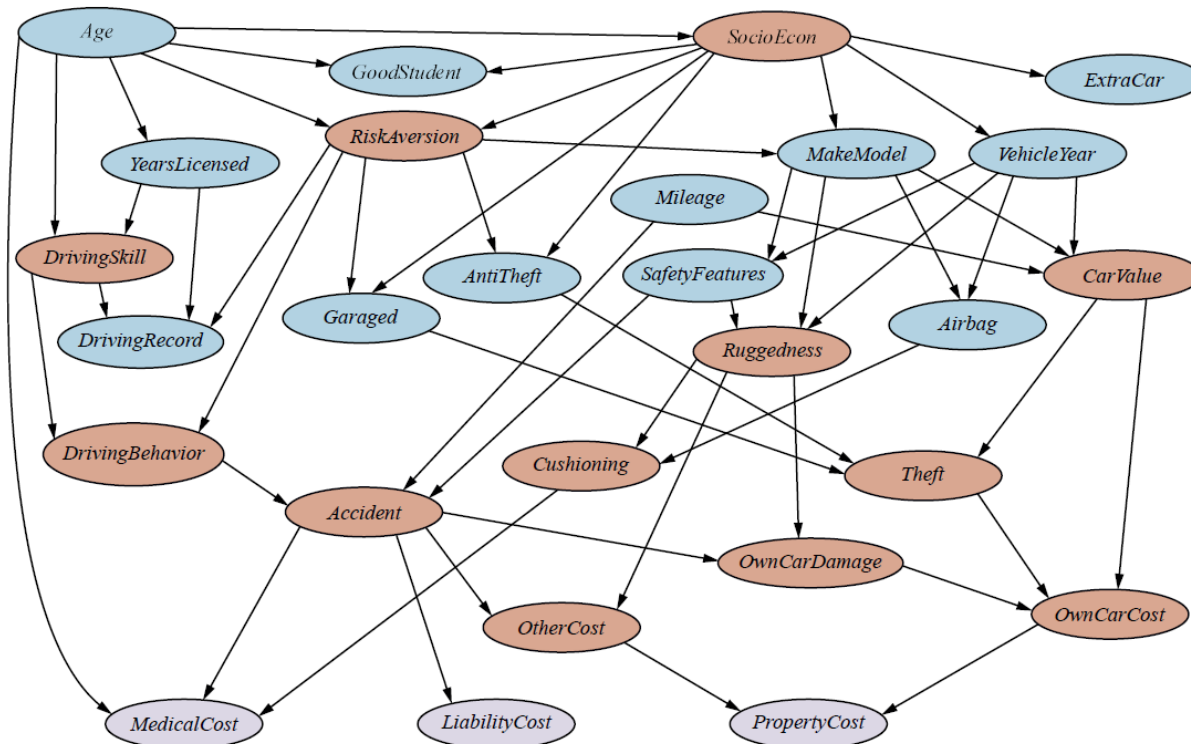 Age
SocioEcon
GoodStudent
ExtraCar
RiskAversion
YearsLicensed
MakeModel
VehicleYear
Mileage
DrivingSkill
AntiTheft
SafetyFeatures
CarValue
Garaged
Airbag
DrivingRecord
Ruggedness
DrivingBehavior
Cushioning
Theft
Accident
OwnCarDamage
OtherCost
OwnCarCost
MedicalCost
LiabilityCost
PropertyCost